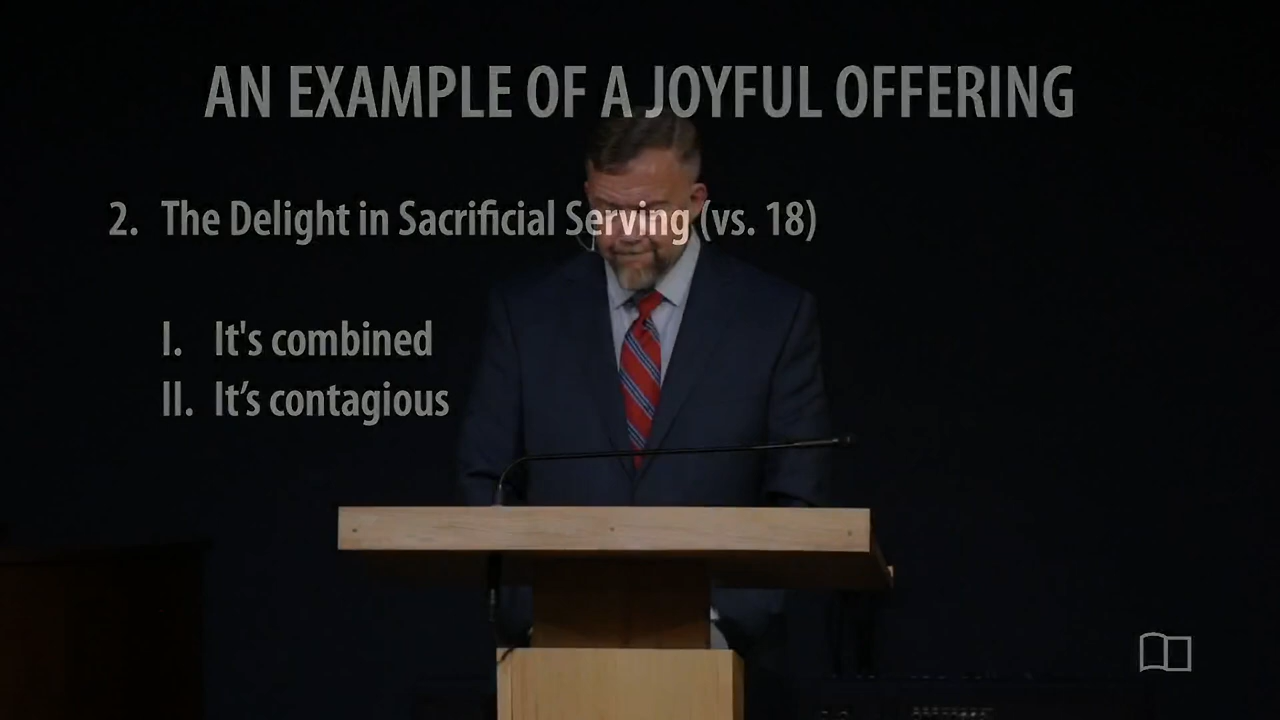 AN EXAMPLE OF A JOYFUL OFFERING
2. The Delight in Sacrificial Serving (vs. 18)
I. It's combined
II. It’s contagious